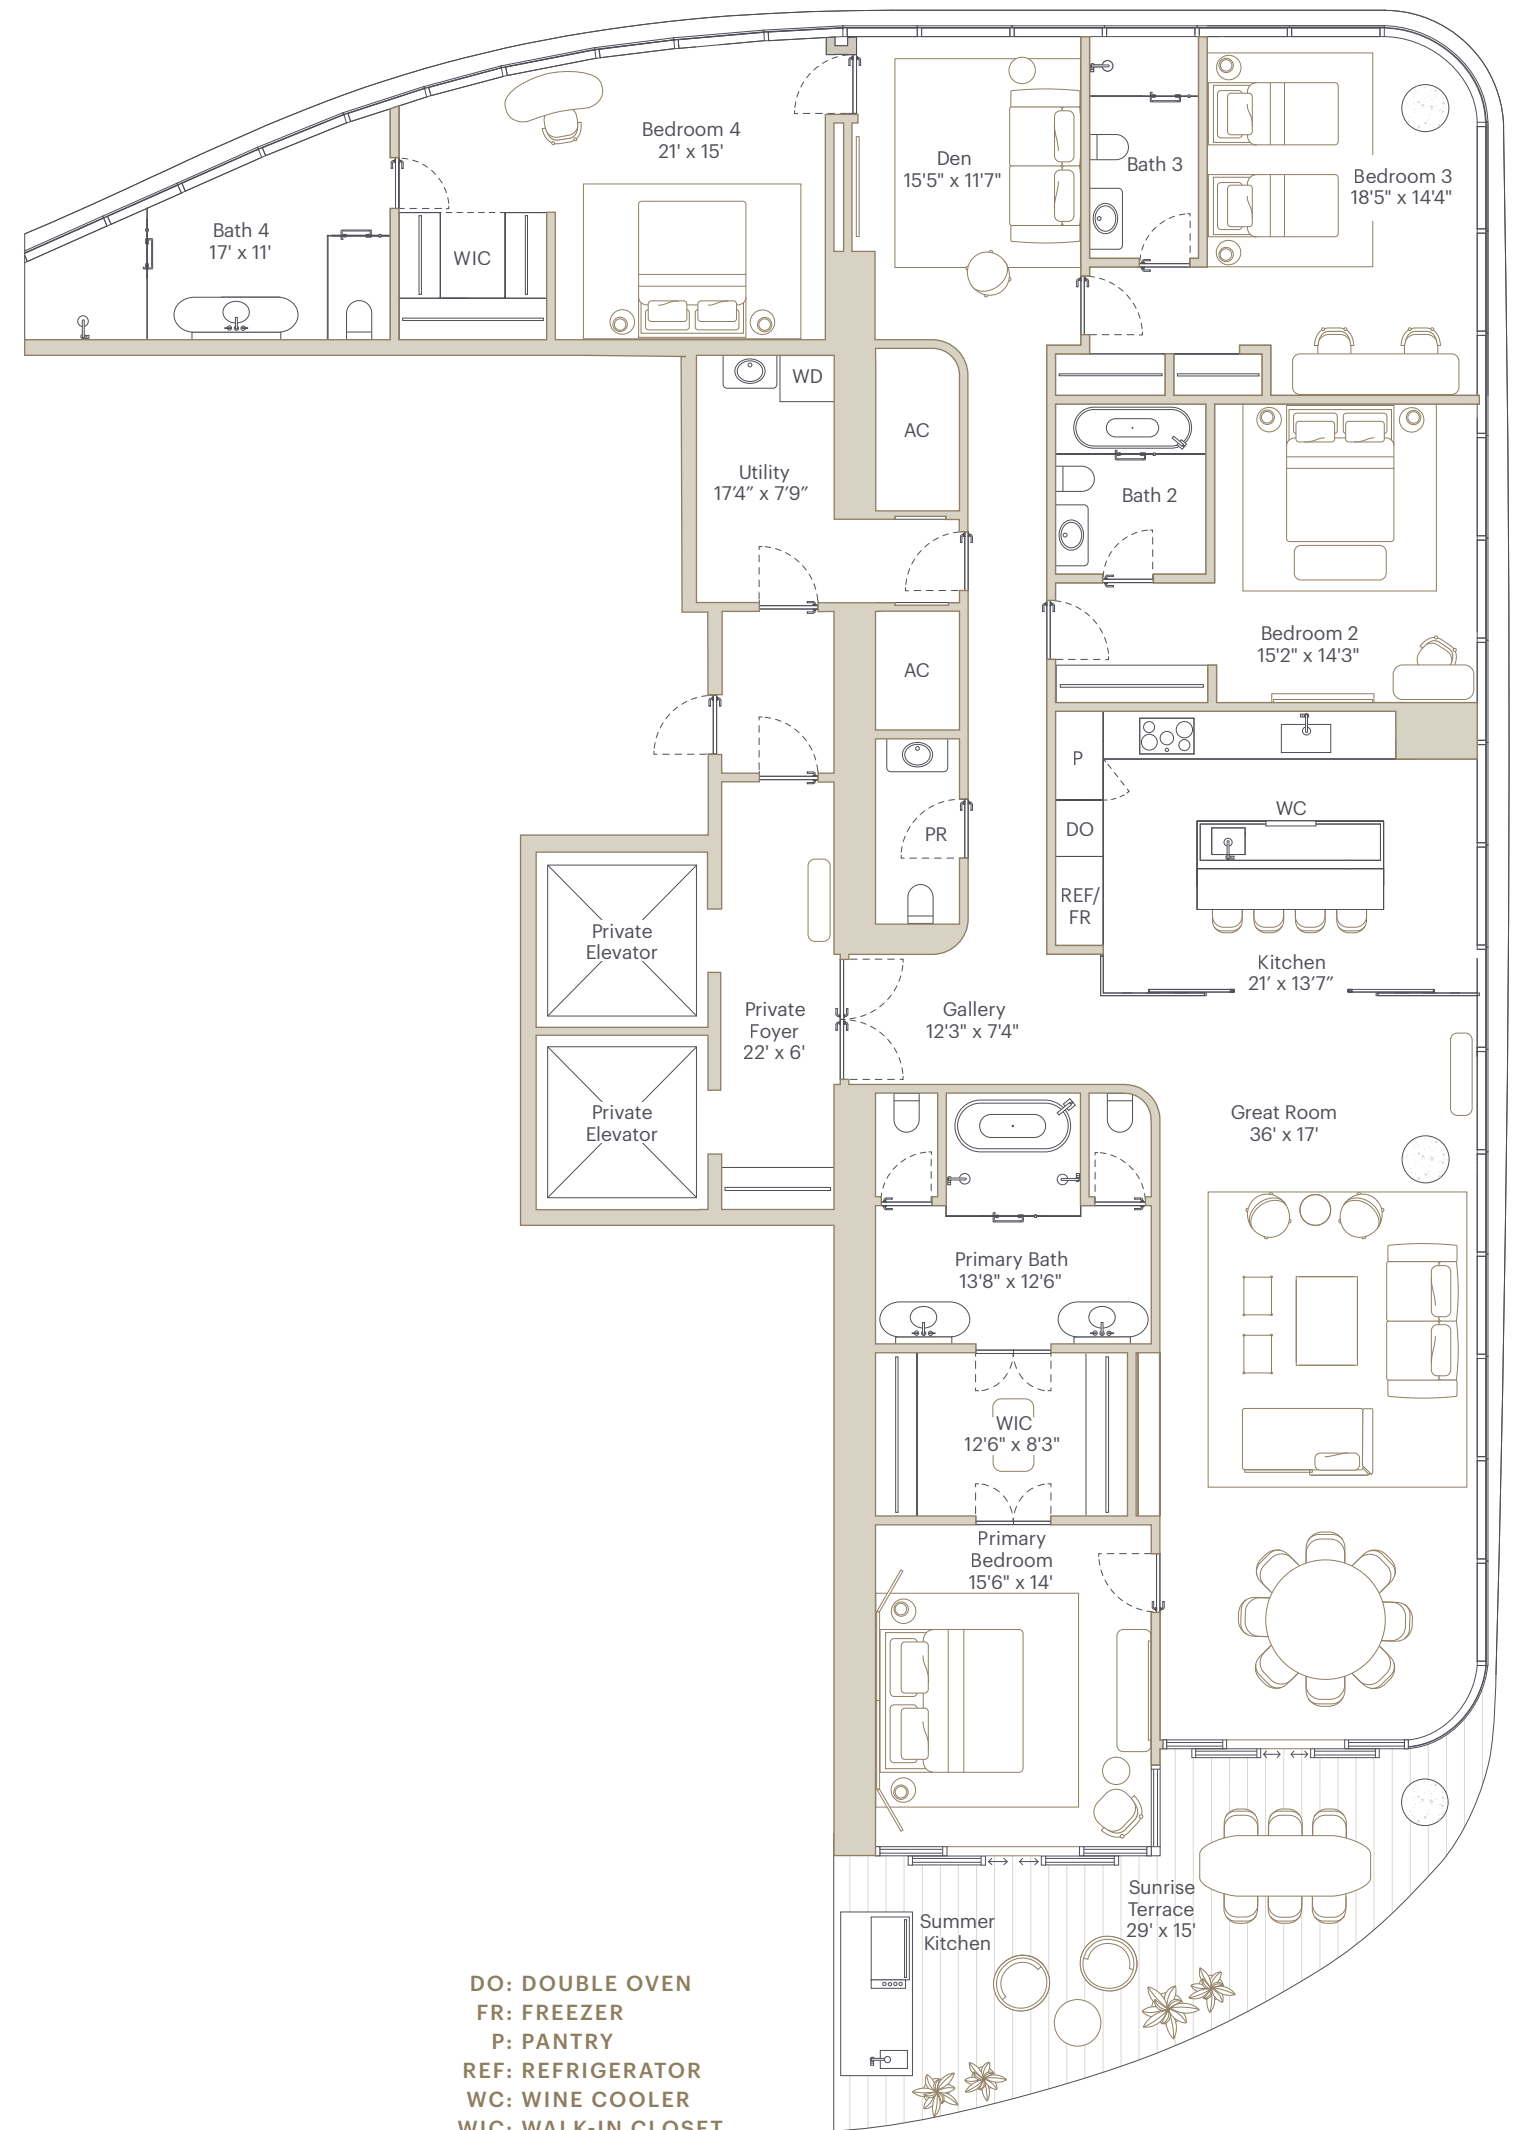 Bedroom 4
21' x 15'
Den
15'5" x 11'7"
Bath 3
Bedroom 3
18'5" x 14'4"
Bath 4
17' x 11'
WIC
WD
AC
Utility
17'4" x 7'9"
Bath 2
Bedroom 2
15'2" x 14'3"
AC
P
WC
DO
PR
REF/
FR
Private
Elevator
Kitchen
21' x 13'7"
Private
Foyer
22' x 6'
Gallery
12'3" x 7'4"
Private
Elevator
Great Room
36' x 17'
Primary Bath
13'8" x 12'6"
WIC
12'6" x 8'3"
Primary
Bedroom
15'6" x 14'
Sunrise
Terrace
29' x 15'
Summer
Kitchen
DO: DOUBLE OVEN
FR: FREEZER
P: PANTRY
REF: REFRIGERATOR
WC: WINE COOLER
WIC: WALK-IN CLOSET